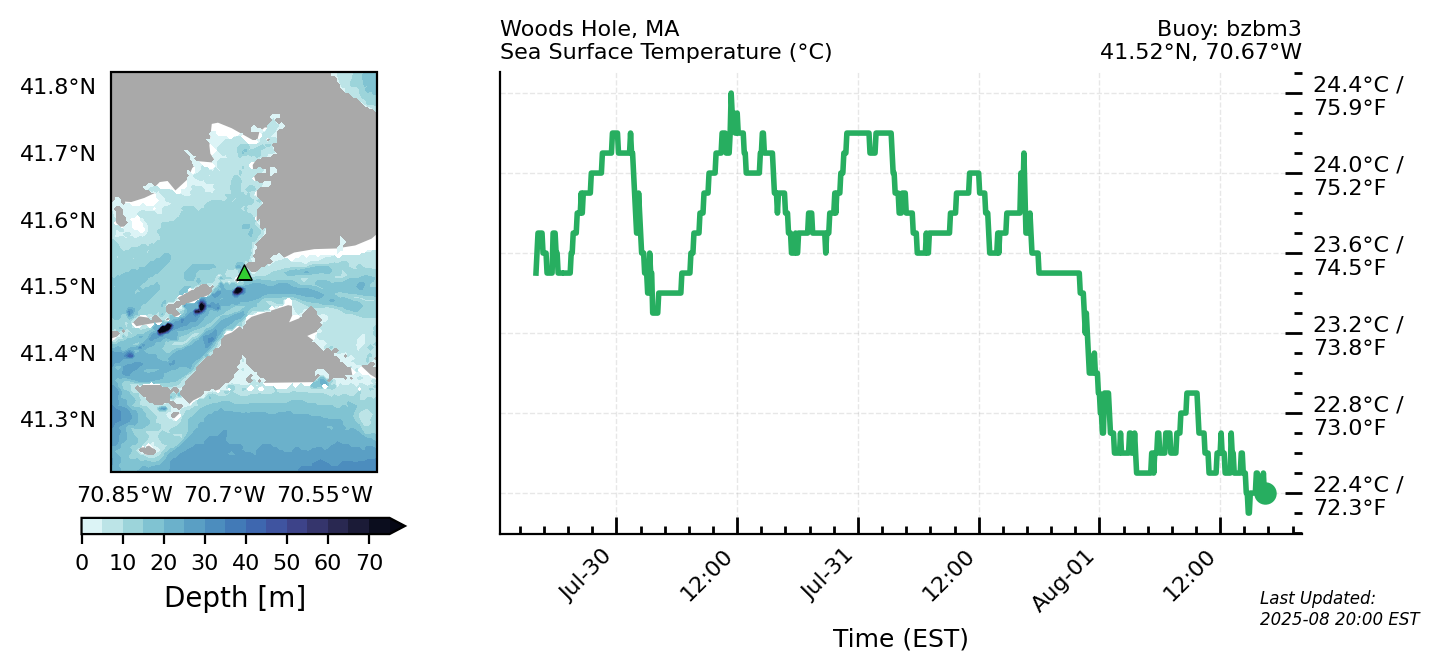 Woods Hole, MA
Sea Surface Temperature (°C)
Buoy: bzbm3
41.52°N, 70.67°W
41.8°N
41.7°N
41.6°N
41.5°N
41.4°N
41.3°N
70.85°W 70.7°W 70.55°W
0 10 20 30 40 50 60 70
Depth [m]
24.4°C /
75.9°F
24.0°C /
75.2°F
23.6°C /
74.5°F
23.2°C /
73.8°F
22.8°C /
73.0°F
22.4°C /
72.3°F
Jul-30
12:00
Jul-31
12:00
Aug-01
12:00
Time (EST)
Last Updated:
2025-08 20:00 EST